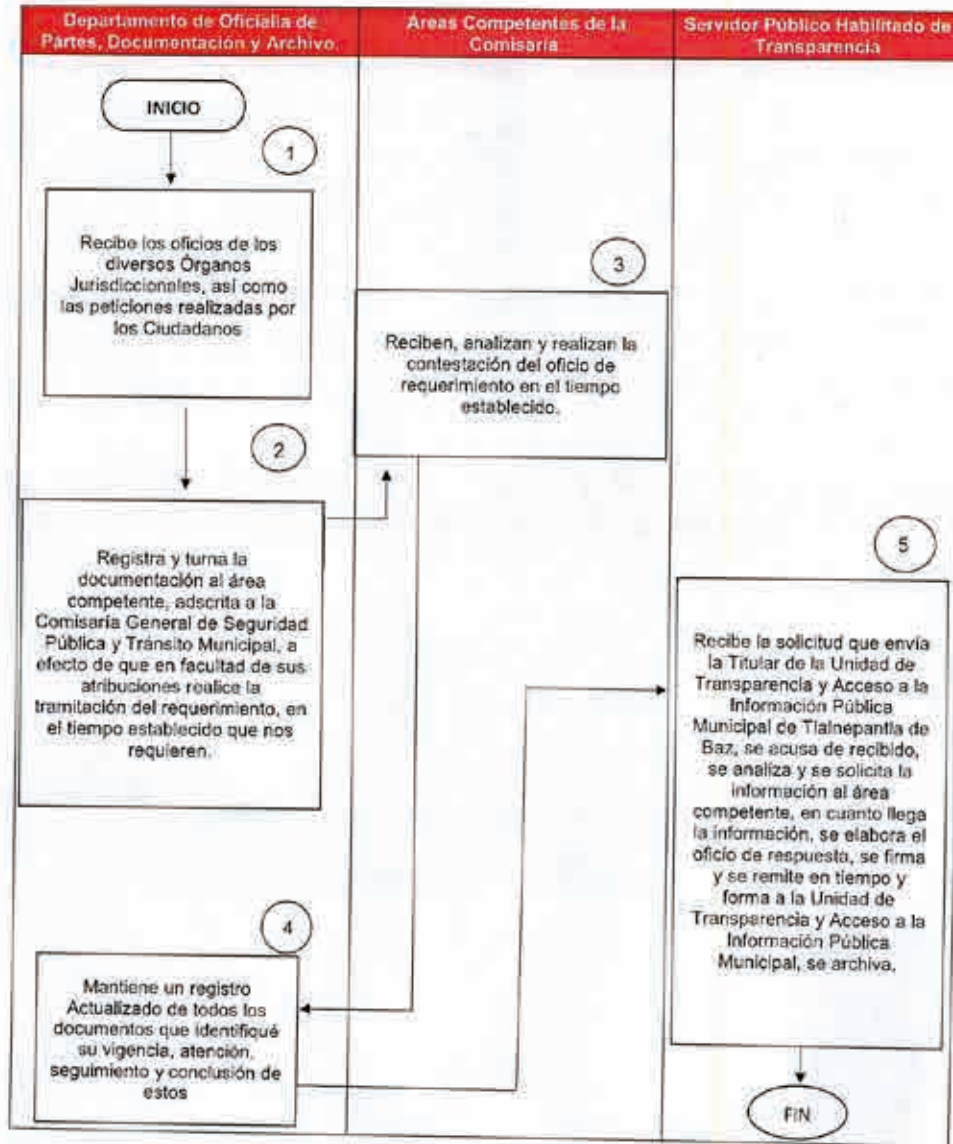 Departamento de Oficialía de
Partes, Documentación y Archivo.
Áreas Competentes de la
Comisaría
Servidor Público Habilitado de
Transparencia
INICIO
1
Recibe los oficios de los
diversos Órganos
Jurisdiccionales, así como
las peticiones realizadas por
los Ciudadanos
2
Registra y turna la
documentación al área
competente, adscrita a la
Comisaría General de Seguridad
Pública y Tránsito Municipal, a
efecto de que en facultad de sus
atribuciones realice la
tramitación del requerimiento, en
el tiempo establecido que nos
requieren.
3
Reciben, analizan y realizan la
contestación del oficio de
requerimiento en el tiempo
establecido.
4
Mantiene un registro
Actualizado de todos los
documentos que identifiqué
su vigencia, atención,
seguimiento y conclusión de
estos
5
Recibe la solicitud que envía
la Titular de la Unidad de
Transparencia y Acceso a la
Información Pública
Municipal de Tlalnepantla de
Baz, se acusa de recibido,
se analiza y se solicita la
información al área
competente, en cuanto llega
la información, se elabora el
oficio de respuesta, se firma
y se remite en tiempo y
forma a la Unidad de
Transparencia y Acceso a la
Información Pública
Municipal, se archiva.
FIN